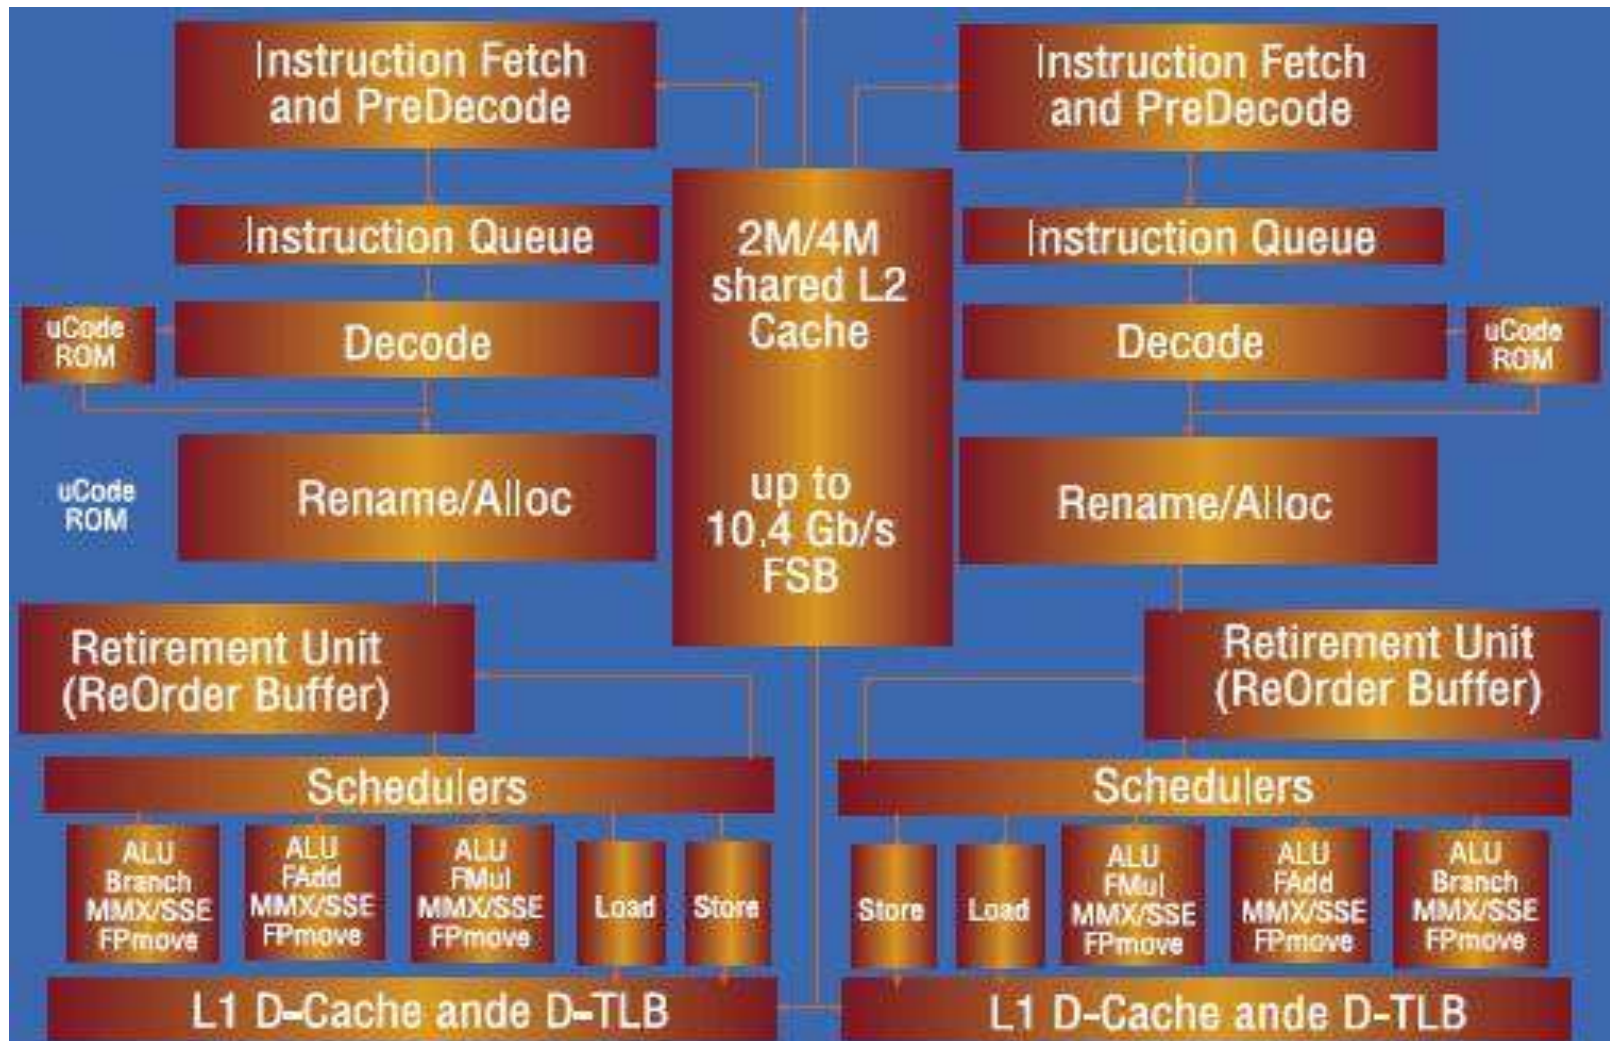 Instruction Fetch
and PreDecode
Instruction Queue
uCode
ROM
Decode
uCode
ROM
Rename/Alloc
Retirement Unit
(ReOrder Buffer)
Schedulers
ALU
Branch
MMX/SSE
FPmove
ALU
FAdd
MMX/SSE
FPmove
ALU
FMul
MMX/SSE
FPmove
Load
Store
L1 D-Cache ande D-TLB
2M/4M
shared L2
Cache
up to
10,4 Gb/s
FSB
Instruction Fetch
and PreDecode
Instruction Queue
Decode
uCode
ROM
Rename/Alloc
Retirement Unit
(ReOrder Buffer)
Schedulers
Store
Load
ALU
FMul
MMX/SSE
FPmove
ALU
FAdd
MMX/SSE
FPmove
ALU
Branch
MMX/SSE
FPmove
L1 D-Cache ande D-TLB